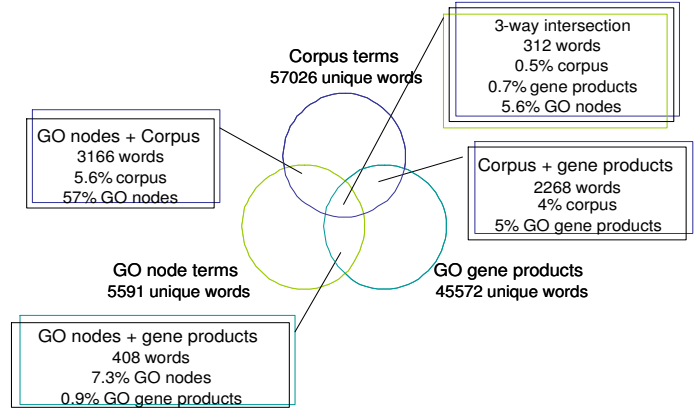 3-way intersection
312 words
0.5% corpus
0.7% gene products
5.6% GO nodes
Corpus terms
57026 unique words
GO nodes + Corpus
3166 words
5.6% corpus
57% GO nodes
Corpus + gene products
2268 words
4% corpus
5% GO gene products
GO node terms
5591 unique words
GO gene products
45572 unique words
GO nodes + gene products
408 words
7.3% GO nodes
0.9% GO gene products